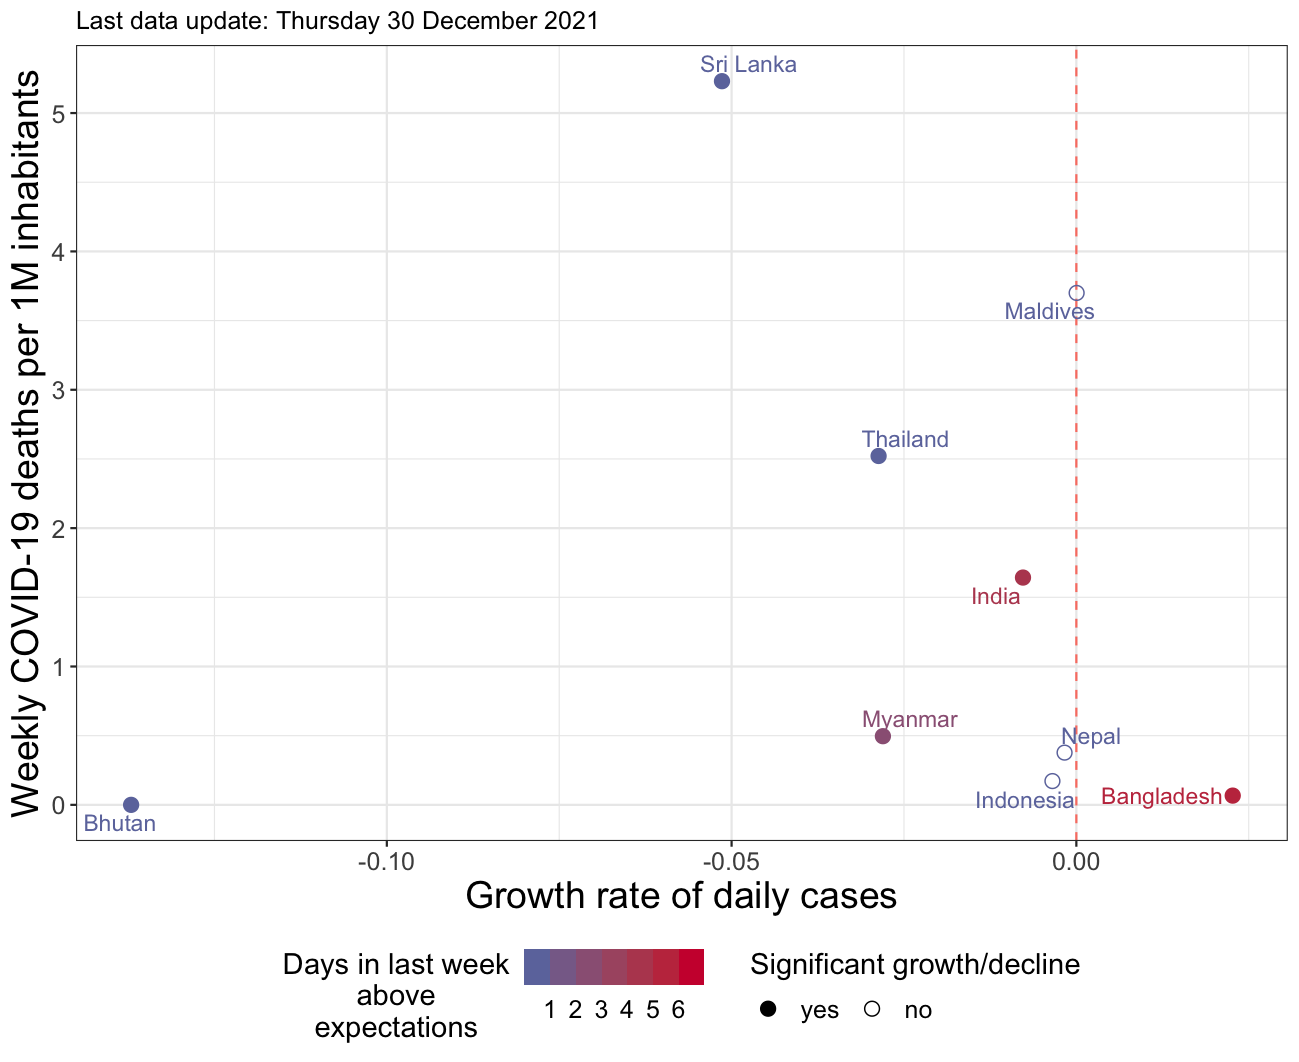 Last data update: Thursday 30 December 2021
Weekly COVID-19 deaths per 1M inhabitants
5
4
3
2
1
0
Sri Lanka
Maldives
Thailand
India
Myanmar
Nepal
Indonesia
Bangladesh
Bhutan
-0.10
-0.05
0.00
Growth rate of daily cases
Days in last week
above
expectations
1 2 3 4 5 6
Significant growth/decline
yes
no